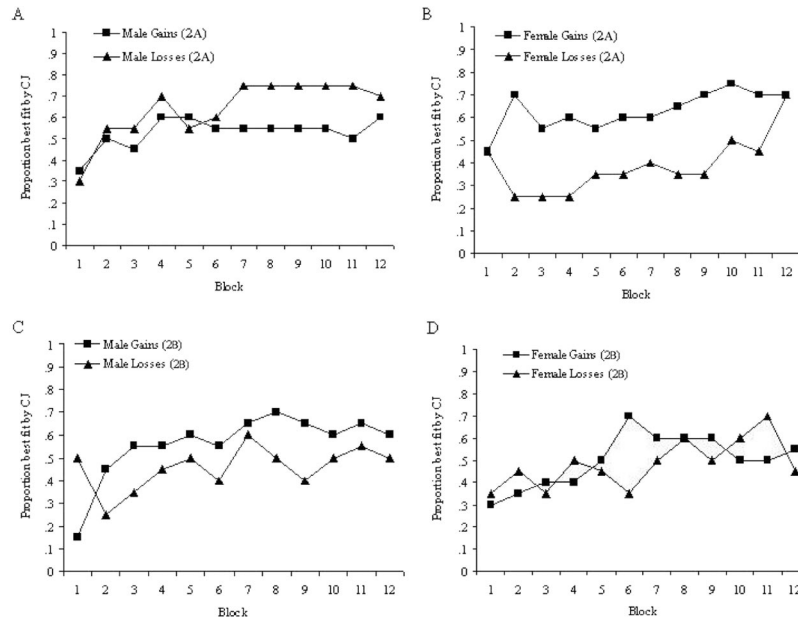 A
Male Gains (2A)
Male Losses (2A)
Proportion best fit by CJ
1
.9
.8
.7
.6
.5
.4
.3
.2
.1
0
1 2 3 4 5 6 7 8 9 10 11 12
Block
B
Female Gains (2A)
Female Losses (2A)
Proportion best fit by CJ
1
.9
.8
.7
.6
.5
.4
.3
.2
.1
0
1 2 3 4 5 6 7 8 9 10 11 12
Block
C
Male Gains (2B)
Male Losses (2B)
Proportion best fit by CJ
1
.9
.8
.7
.6
.5
.4
.3
.2
.1
0
1 2 3 4 5 6 7 8 9 10 11 12
Block
D
Female Gains (2B)
Female Losses (2B)
Proportion best fit by CJ
1
.9
.8
.7
.6
.5
.4
.3
.2
.1
0
1 2 3 4 5 6 7 8 9 10 11 12
Block